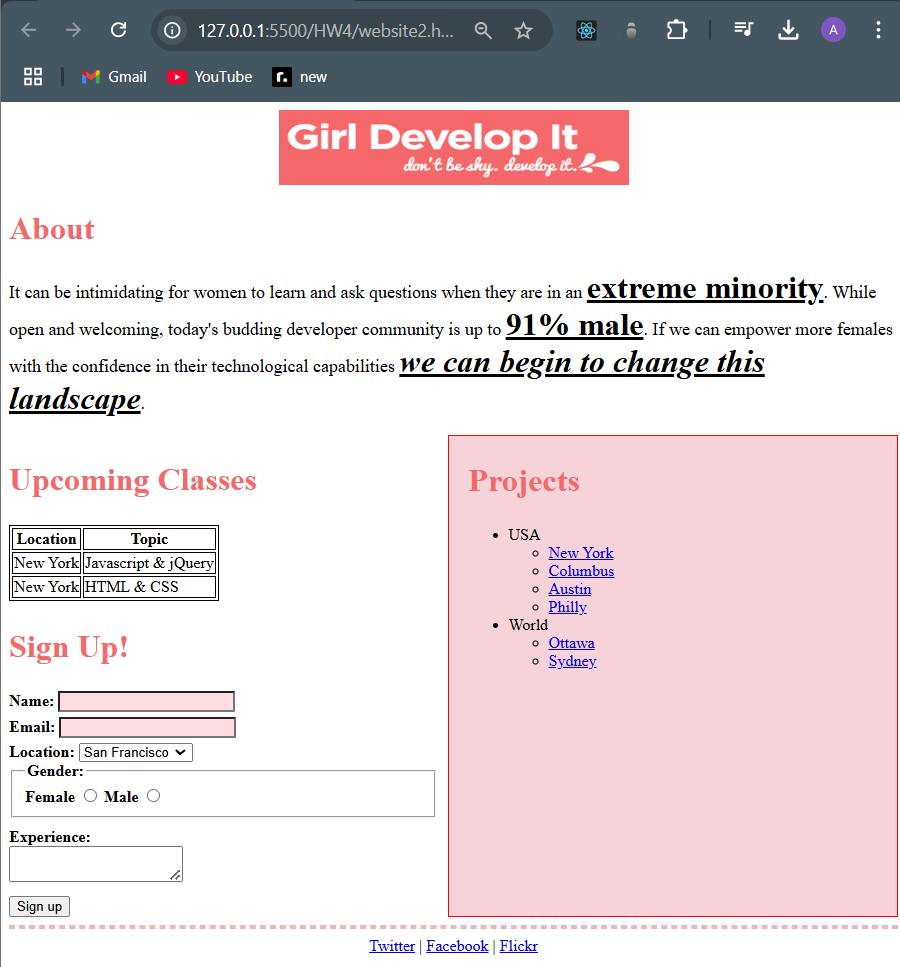 127.0.0.1:5500/HW4/website2.h...
A
Gmail
YouTube
r.
new
Girl Develop It
don't be shy. develop it.
About
It can be intimidating for women to learn and ask questions when they are in an extreme minority. While
open and welcoming, today's budding developer community is up to 91% male. If we can empower more females
with the confidence in their technological capabilities we can begin to change this
landscape.
Upcoming Classes
Location Topic
New York Javascript & jQuery
New York HTML & CSS
Sign Up!
Name:
Email:
Location: San Francisco
Gender:
Female Male
Experience:
Sign up
Projects
USA
New York
Columbus
Austin
Philly
World
Ottawa
Sydney
Twitter | Facebook | Flickr